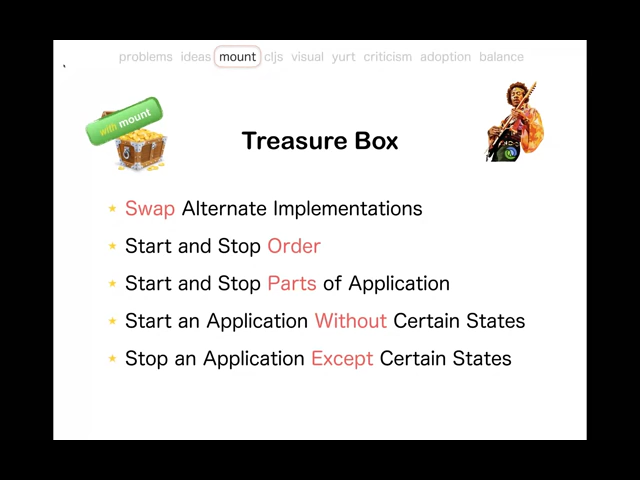 problems ideas mount cljs visual yurt criticism adoption balance
with mount
Treasure Box
Swap Alternate Implementations
Start and Stop Order
Start and Stop Parts of Application
Start an Application Without Certain States
Stop an Application Except Certain States